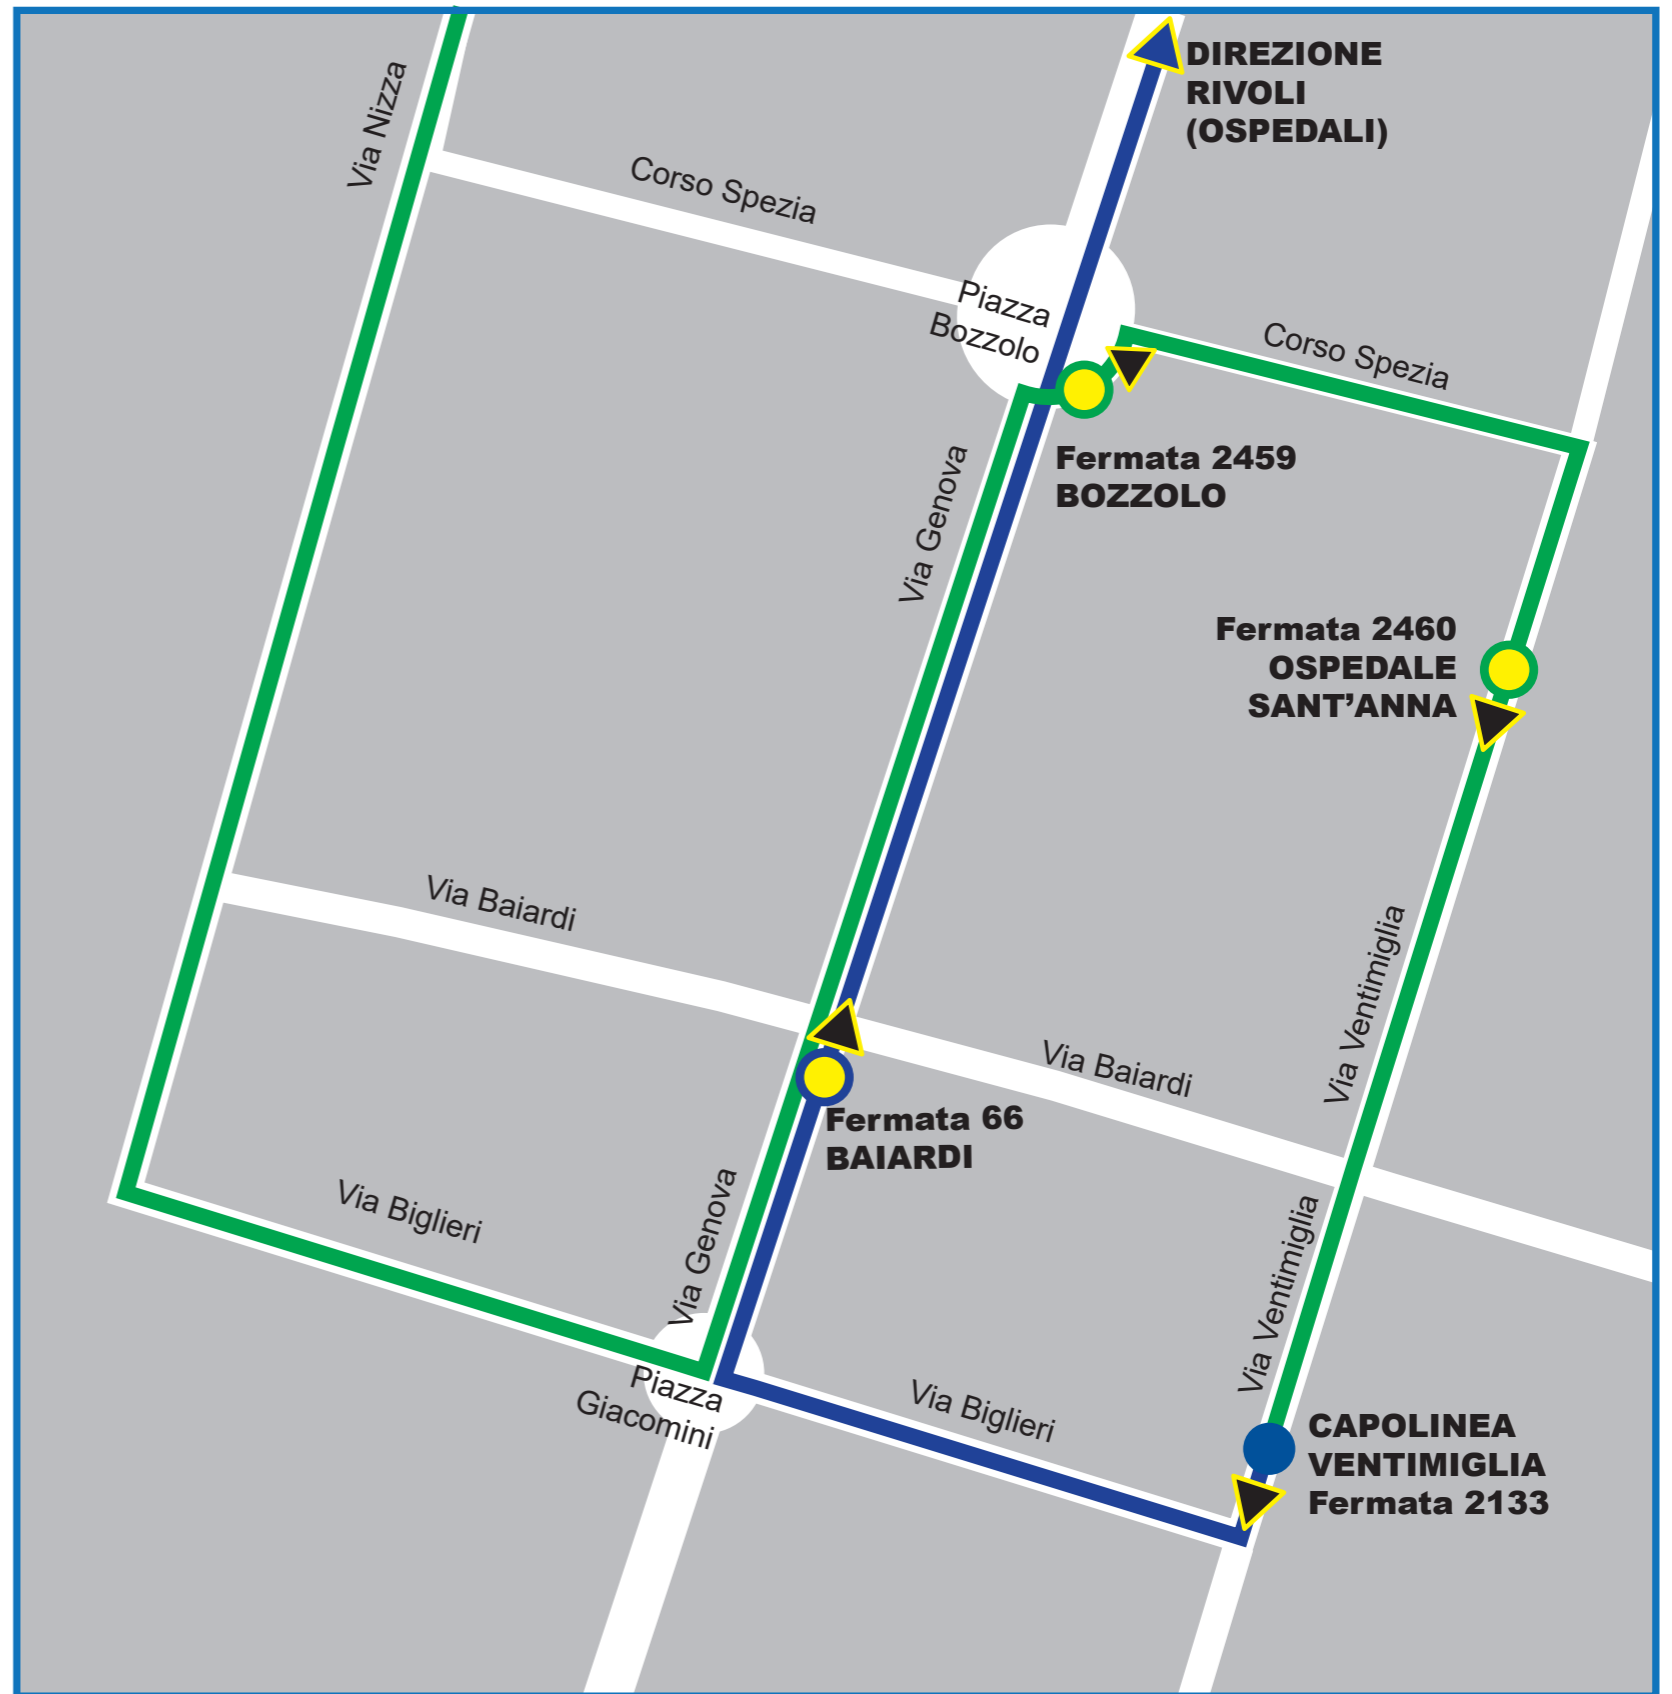 DIREZIONE
RIVOLI
(OSPEDALI)
Via Nizza
Corso Spezia
Piazza
Bozzolo
Corso Spezia
Fermata 2459
BOZZOLO
Via Genova
Fermata 2460
OSPEDALE
SANT’ANNA
Via Baiardi
Via Ventimiglia
Via Baiardi
Fermata 66
BAIARDI
Via Biglieri
Via Genova
Via Ventimiglia
Piazza
Giacomini
Via Biglieri
CAPOLINEA
VENTIMIGLIA
Fermata 2133